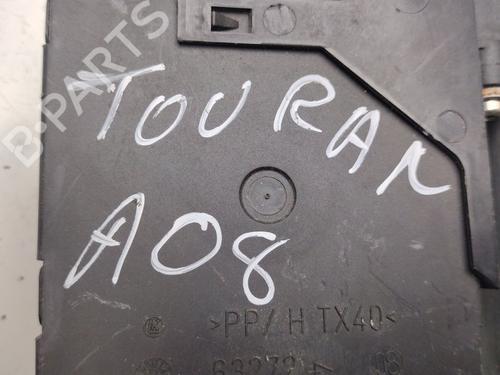 B-PARTS
TOURAN
A08
>PP/H TX40<